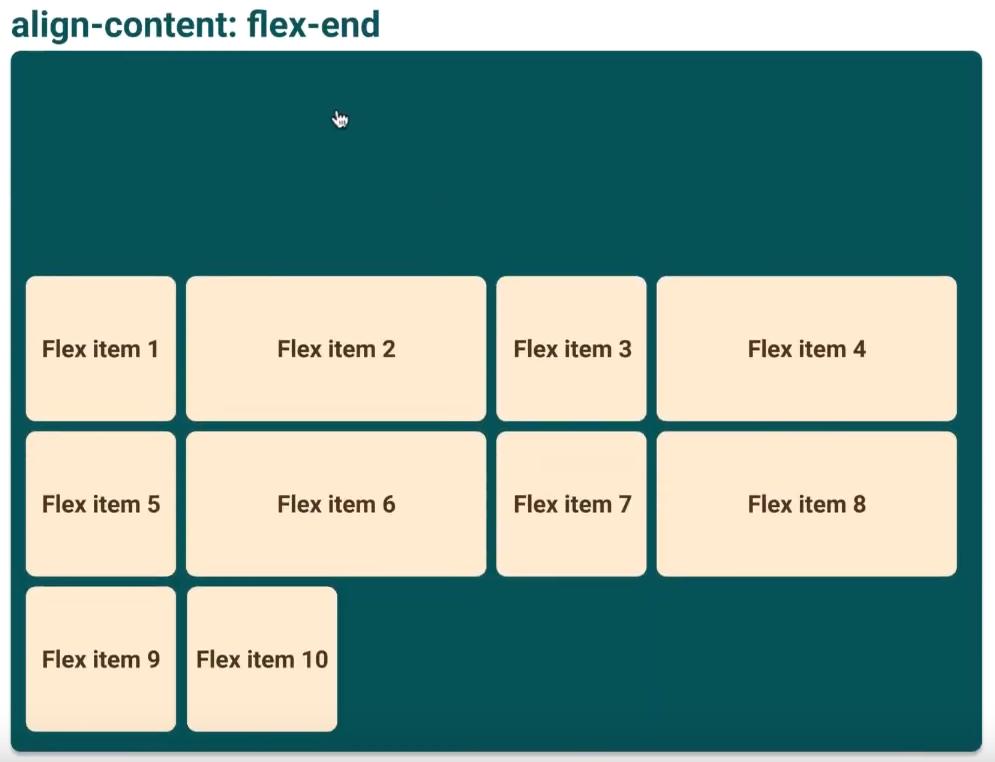 align-content: flex-end
Flex item 1
Flex item 2
Flex item 3
Flex item 4
Flex item 5
Flex item 6
Flex item 7
Flex item 8
Flex item 9
Flex item 10